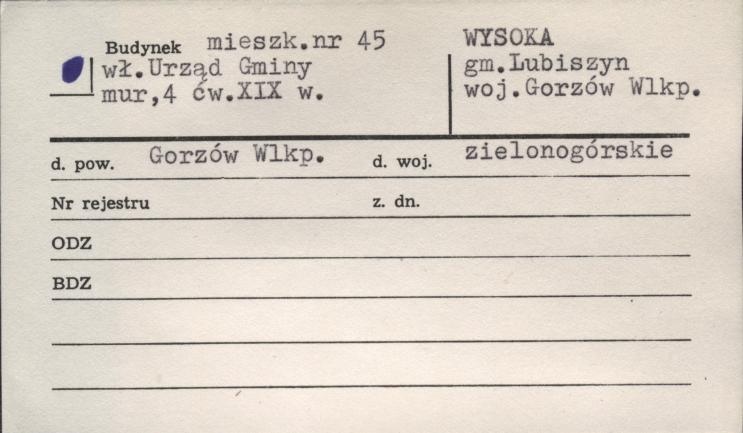 Budynek mieszk.nr 45
wł.Urząd Gminy
mur,4 ćw.XIX w.
WYSOKA
gm.Lubiszyn
woj.Gorzów Wlkp.
d. pow. Gorzów Wlkp. d. woj. zielonogórskie
Nr rejestru z. dn.
ODZ
BDZ